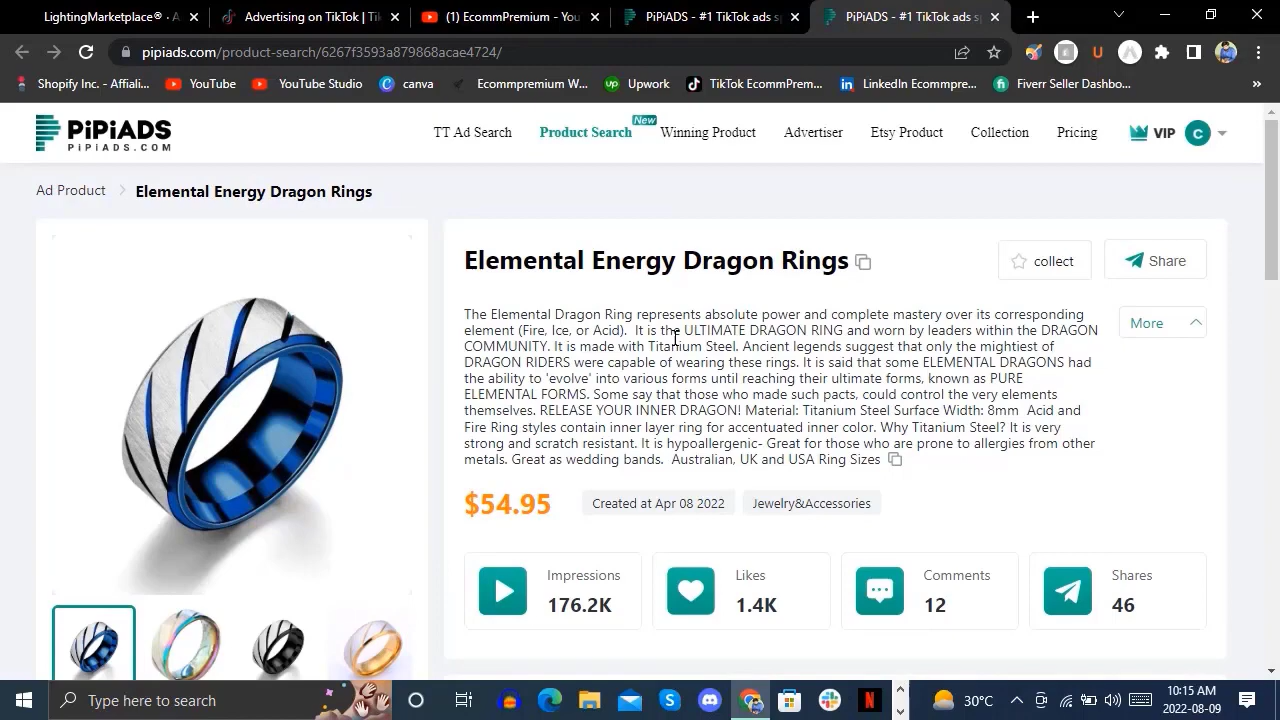 LightingMarketplace® · A
Advertising on TikTok | Ti
(1) EcommPremium - You
PiPiADS - #1 TikTok ads s
PiPiADS - #1 TikTok ads s
pipiads.com/product-search/6267f3593a879868acae4724/
Shopify Inc. - Affiali...
YouTube
YouTube Studio
canva
Ecommpremium W...
Upwork
TikTok EcommPrem...
LinkedIn Ecommpre...
Fiverr Seller Dashbo...
»
PiPiADS
PiPiADS.COM
TT Ad Search
Product Search
New
Winning Product
Advertiser
Etsy Product
Collection
Pricing
VIP
C
Ad Product
Elemental Energy Dragon Rings
Elemental Energy Dragon Rings
collect
Share
The Elemental Dragon Ring represents absolute power and complete mastery over its corresponding
element (Fire, Ice, or Acid).  It is the ULTIMATE DRAGON RING and worn by leaders within the DRAGON
COMMUNITY. It is made with Titanium Steel. Ancient legends suggest that only the mightiest of
DRAGON RIDERS were capable of wearing these rings. It is said that some ELEMENTAL DRAGONS had
the ability to 'evolve' into various forms until reaching their ultimate forms, known as PURE
ELEMENTAL FORMS. Some say that those who made such pacts, could control the very elements
themselves. RELEASE YOUR INNER DRAGON! Material: Titanium Steel Surface Width: 8mm  Acid and
Fire Ring styles contain inner layer ring for accentuated inner color. Why Titanium Steel? It is very
strong and scratch resistant. It is hypoallergenic- Great for those who are prone to allergies from other
metals. Great as wedding bands.  Australian, UK and USA Ring Sizes
More
$54.95
Created at Apr 08 2022
Jewelry&Accessories
Impressions
176.2K
Likes
1.4K
Comments
12
Shares
46
Type here to search
30°C
10:15 AM
2022-08-09